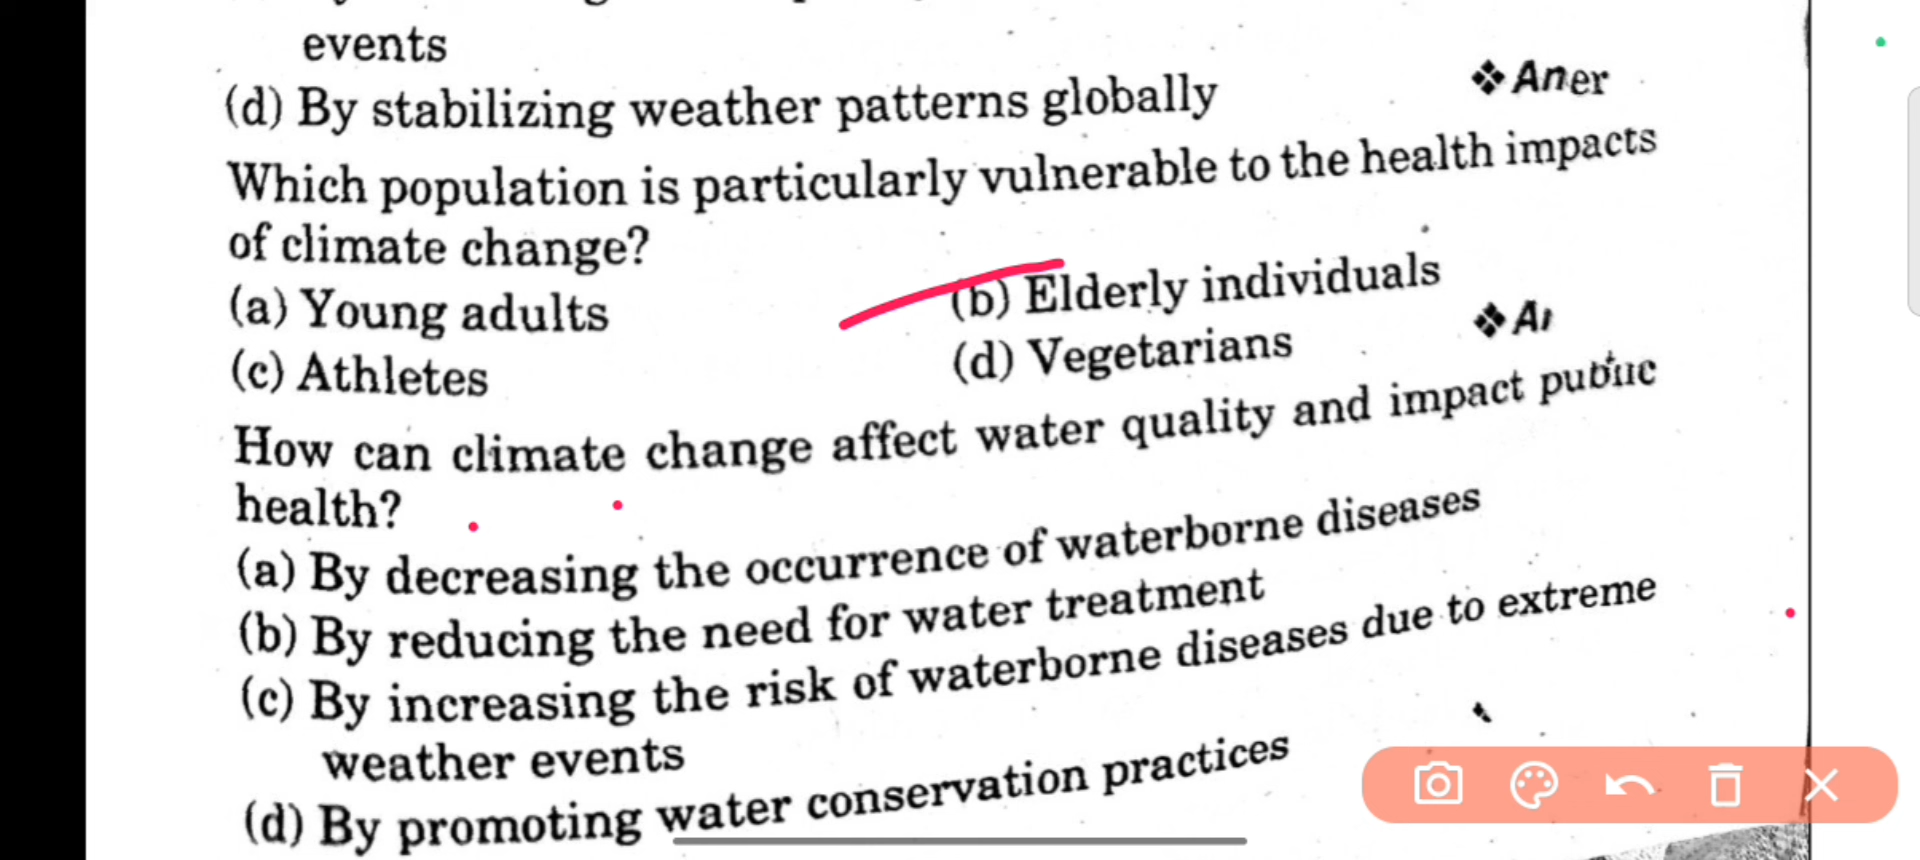 events
(d) By stabilizing weather patterns globally
Which population is particularly vulnerable to the health impacts
of climate change?
(a) Young adults
(b) Elderly individuals
(c) Athletes
(d) Vegetarians
How can climate change affect water quality and impact public
health?
(a) By decreasing the occurrence of waterborne diseases
(b) By reducing the need for water treatment
(c) By increasing the risk of waterborne diseases due to extreme
weather events
(d) By promoting water conservation practices